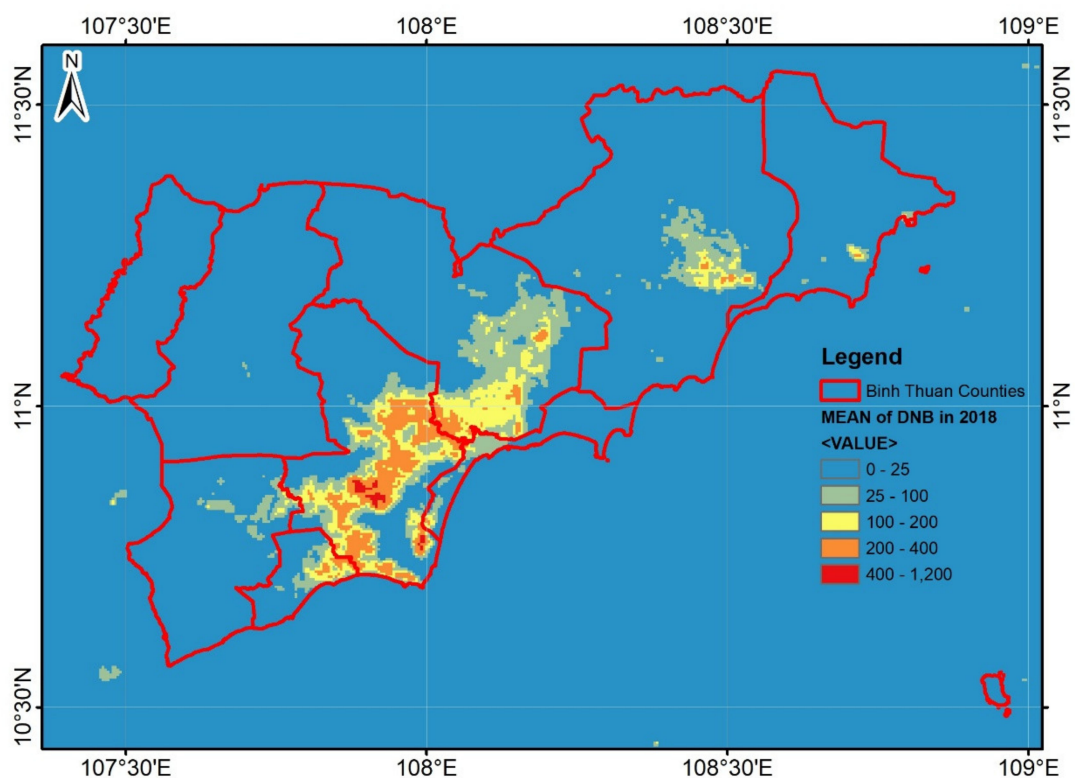 107°30'E 108°E 108°30'E 109°E
N
11°30'N 11°30'N
11°N 11°N
10°30'N 10°30'N
Legend
Binh Thuan Counties
MEAN of DNB in 2018
<VALUE>
0 - 25
25 - 100
100 - 200
200 - 400
400 - 1,200
107°30'E 108°E 108°30'E 109°E